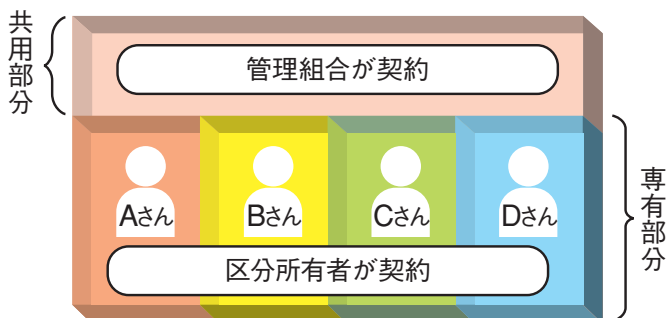 共用部分
管理組合が契約
Aさん
Bさん
Cさん
Dさん
区分所有者が契約
専有部分